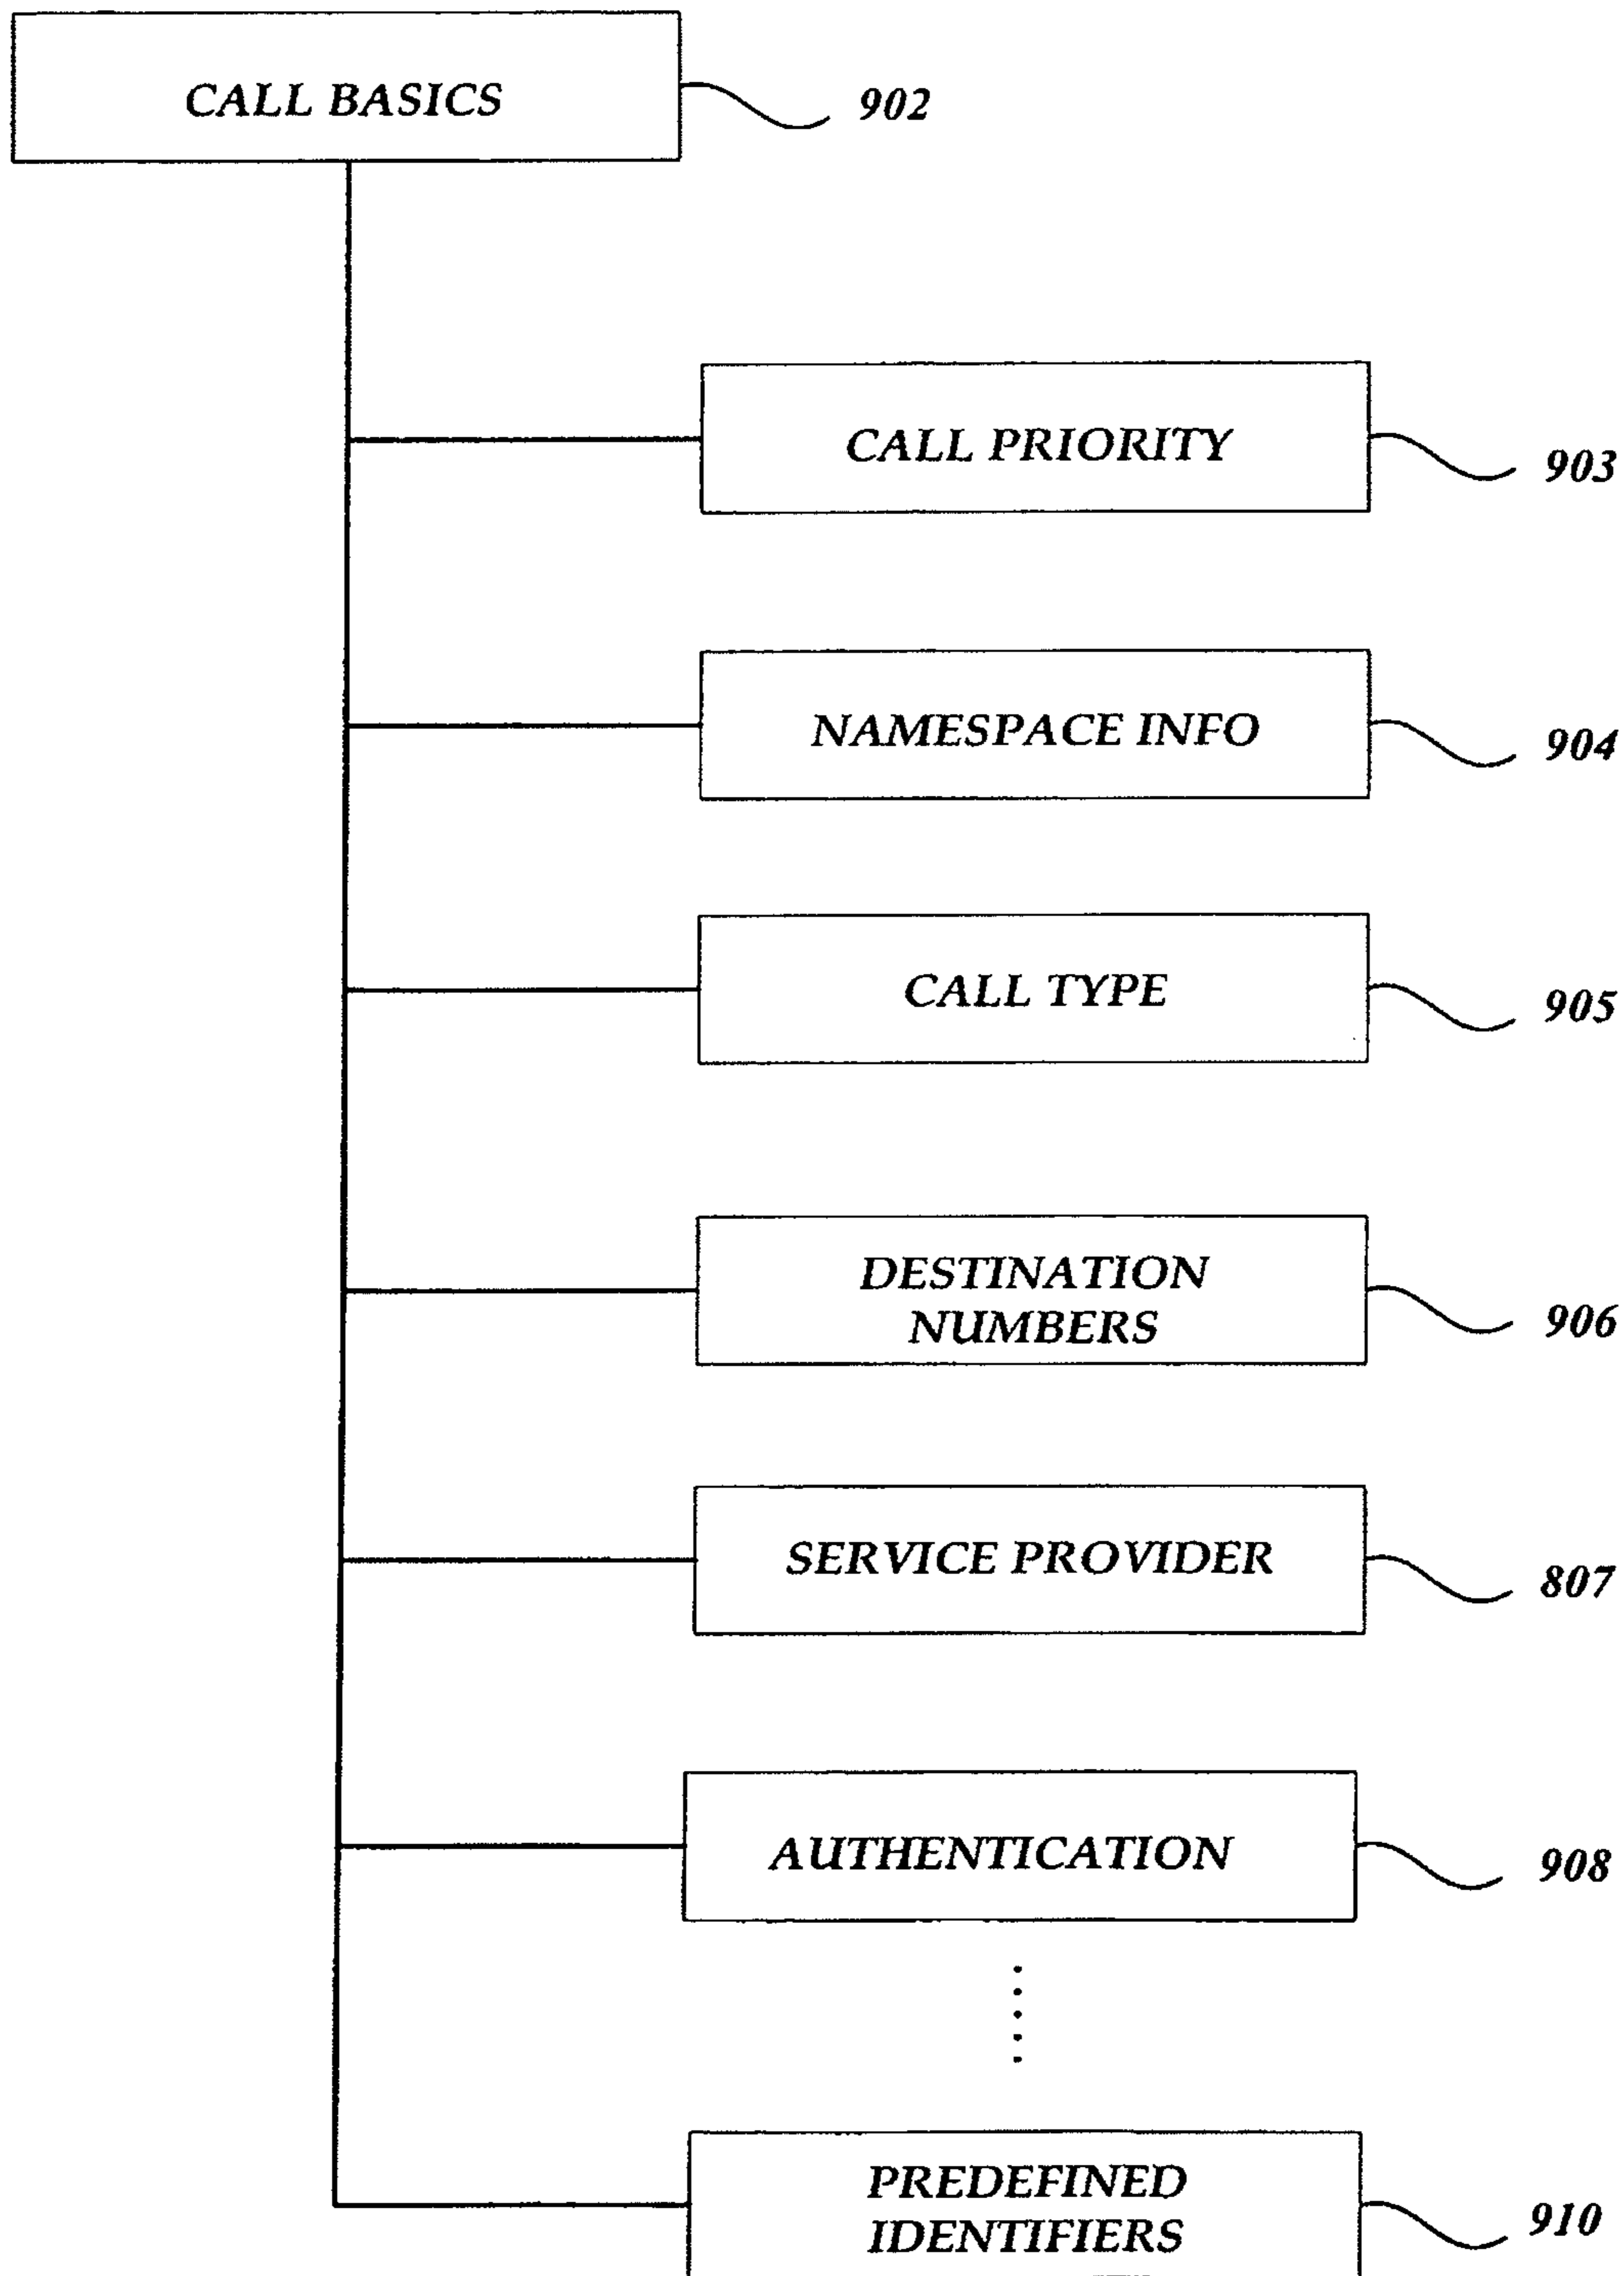 CALL BASICS
902
CALL PRIORITY
903
NAMESPACE INFO
904
CALL TYPE
905
DESTINATION
NUMBERS
906
SERVICE PROVIDER
807
AUTHENTICATION
908
PREDEFINED
IDENTIFIERS
910